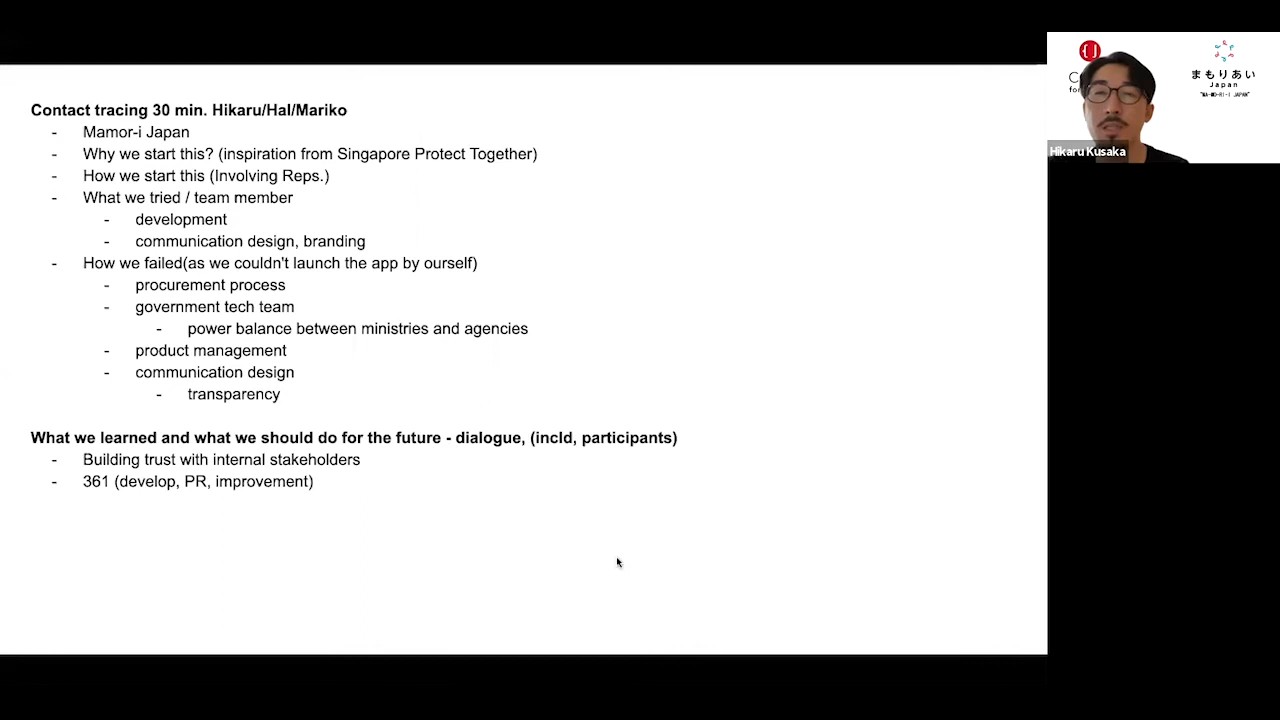 Contact tracing 30 min. Hikaru/Hal/Mariko
- Mamor-i Japan
- Why we start this? (inspiration from Singapore Protect Together)
- How we start this (Involving Reps.)
- What we tried / team member
- development
- communication design, branding
- How we failed(as we couldn't launch the app by ourself)
- procurement process
- government tech team
- power balance between ministries and agencies
- product management
- communication design
- transparency
What we learned and what we should do for the future - dialogue, (incld, participants)
- Building trust with internal stakeholders
- 361 (develop, PR, improvement)
まもりあい
Japan
"MA-MO-RI-I JAPAN"
Hikaru Kusaka